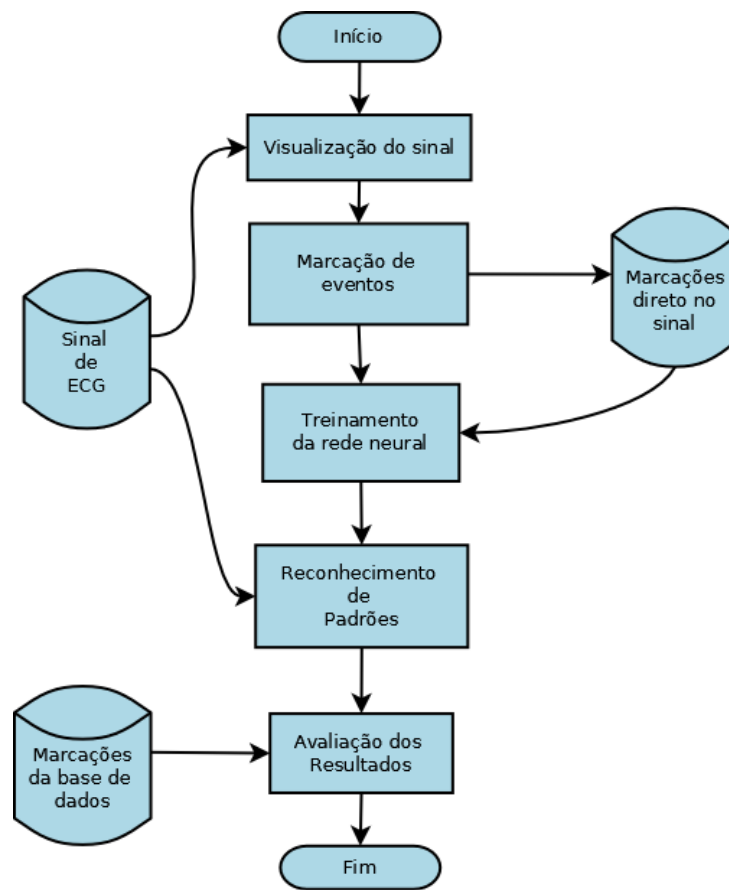 Início
Visualização do sinal
Marcação de
eventos
Marcações
direto no
sinal
Sinal
de
ECG
Treinamento
da rede neural
Reconhecimento
de
Padrões
Marcações
da base de
dados
Avaliação dos
Resultados
Fim